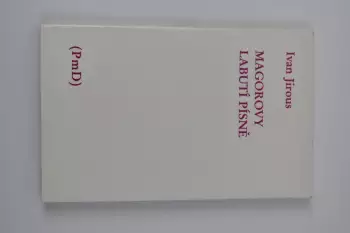 Ivan Jirous
MAGOROVY
LABUTÍ PÍSNĚ
(PmD)